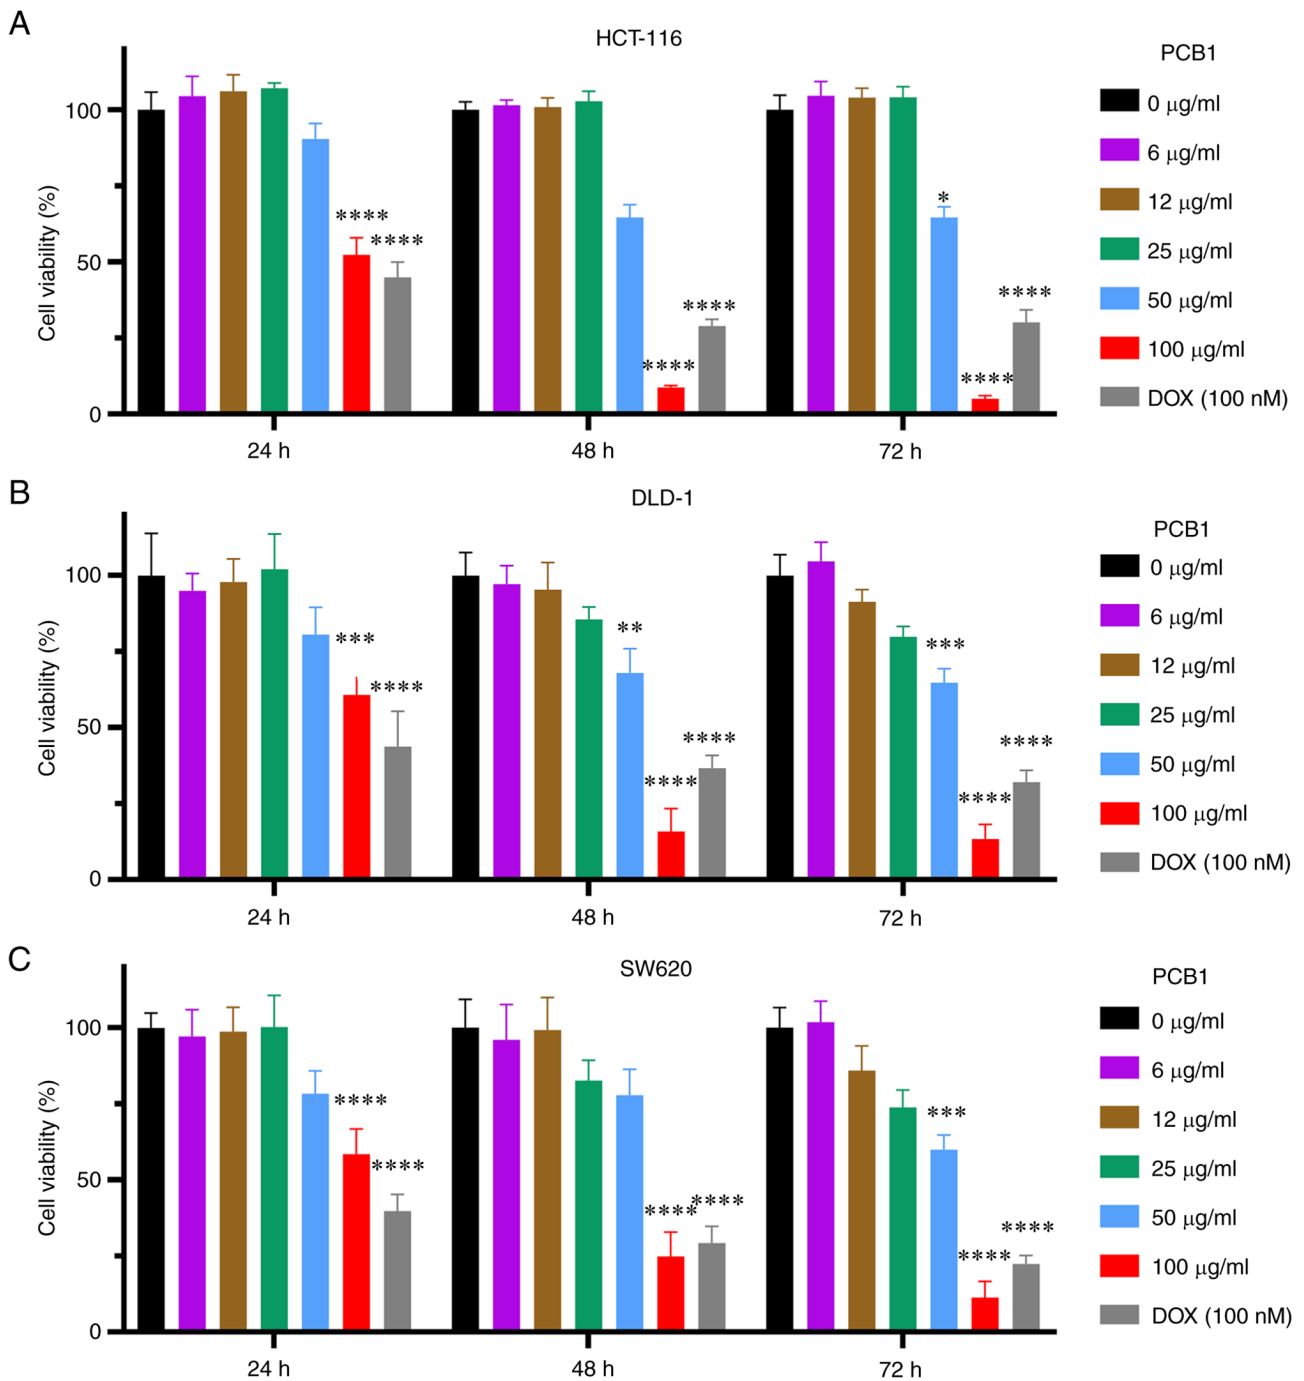 A
HCT-116
PCB1
0 µg/ml
6 µg/ml
12 µg/ml
25 µg/ml
50 µg/ml
100 µg/ml
DOX (100 nM)
Cell viability (%)
100
50
0
**** **** **** **** * **** ****
24 h 48 h 72 h
B
DLD-1
PCB1
0 µg/ml
6 µg/ml
12 µg/ml
25 µg/ml
50 µg/ml
100 µg/ml
DOX (100 nM)
Cell viability (%)
100
50
0
*** **** ** **** **** *** **** ****
24 h 48 h 72 h
C
SW620
PCB1
0 µg/ml
6 µg/ml
12 µg/ml
25 µg/ml
50 µg/ml
100 µg/ml
DOX (100 nM)
Cell viability (%)
100
50
0
**** **** **** **** *** **** ****
24 h 48 h 72 h